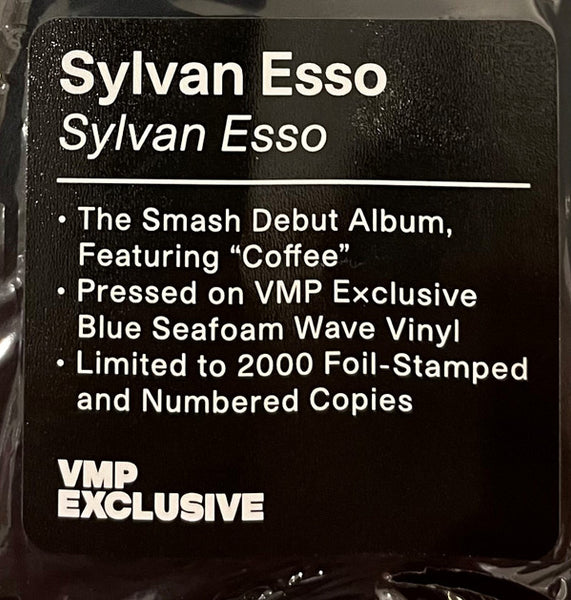 Sylvan Esso
Sylvan Esso
• The Smash Debut Album,
Featuring “Coffee”
• Pressed on VMP Exclusive
Blue Seafoam Wave Vinyl
• Limited to 2000 Foil-Stamped
and Numbered Copies
VMP
EXCLUSIVE